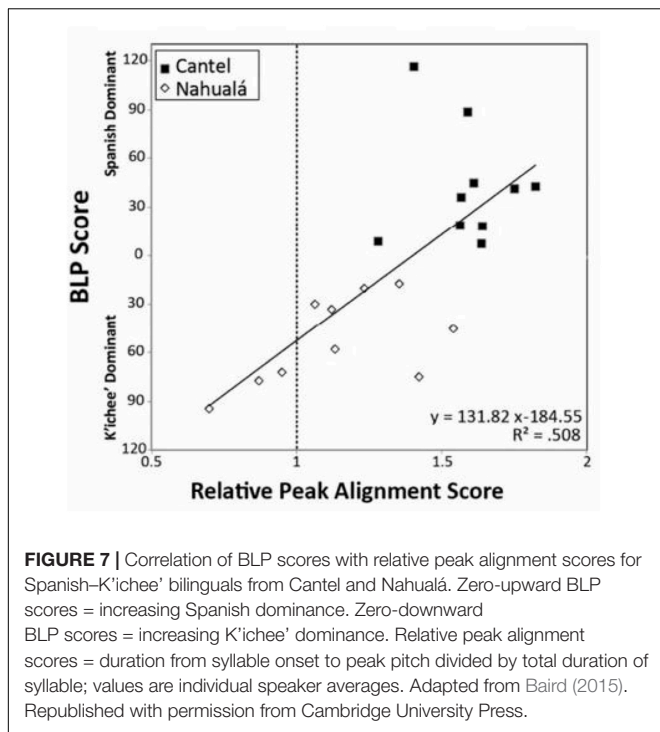 120
90
60
30
0
30
60
90
120
Spanish Dominant
K'ichee' Dominant
BLP Score
■ Cantel
◇ Nahualá
y = 131.82 x-184.55
R² = .508
0.5
1
1.5
2
Relative Peak Alignment Score
FIGURE 7 | Correlation of BLP scores with relative peak alignment scores for
Spanish–K'ichee' bilinguals from Cantel and Nahualá. Zero-upward BLP
scores = increasing Spanish dominance. Zero-downward
BLP scores = increasing K'ichee' dominance. Relative peak alignment
scores = duration from syllable onset to peak pitch divided by total duration of
syllable; values are individual speaker averages. Adapted from Baird (2015).
Republished with permission from Cambridge University Press.